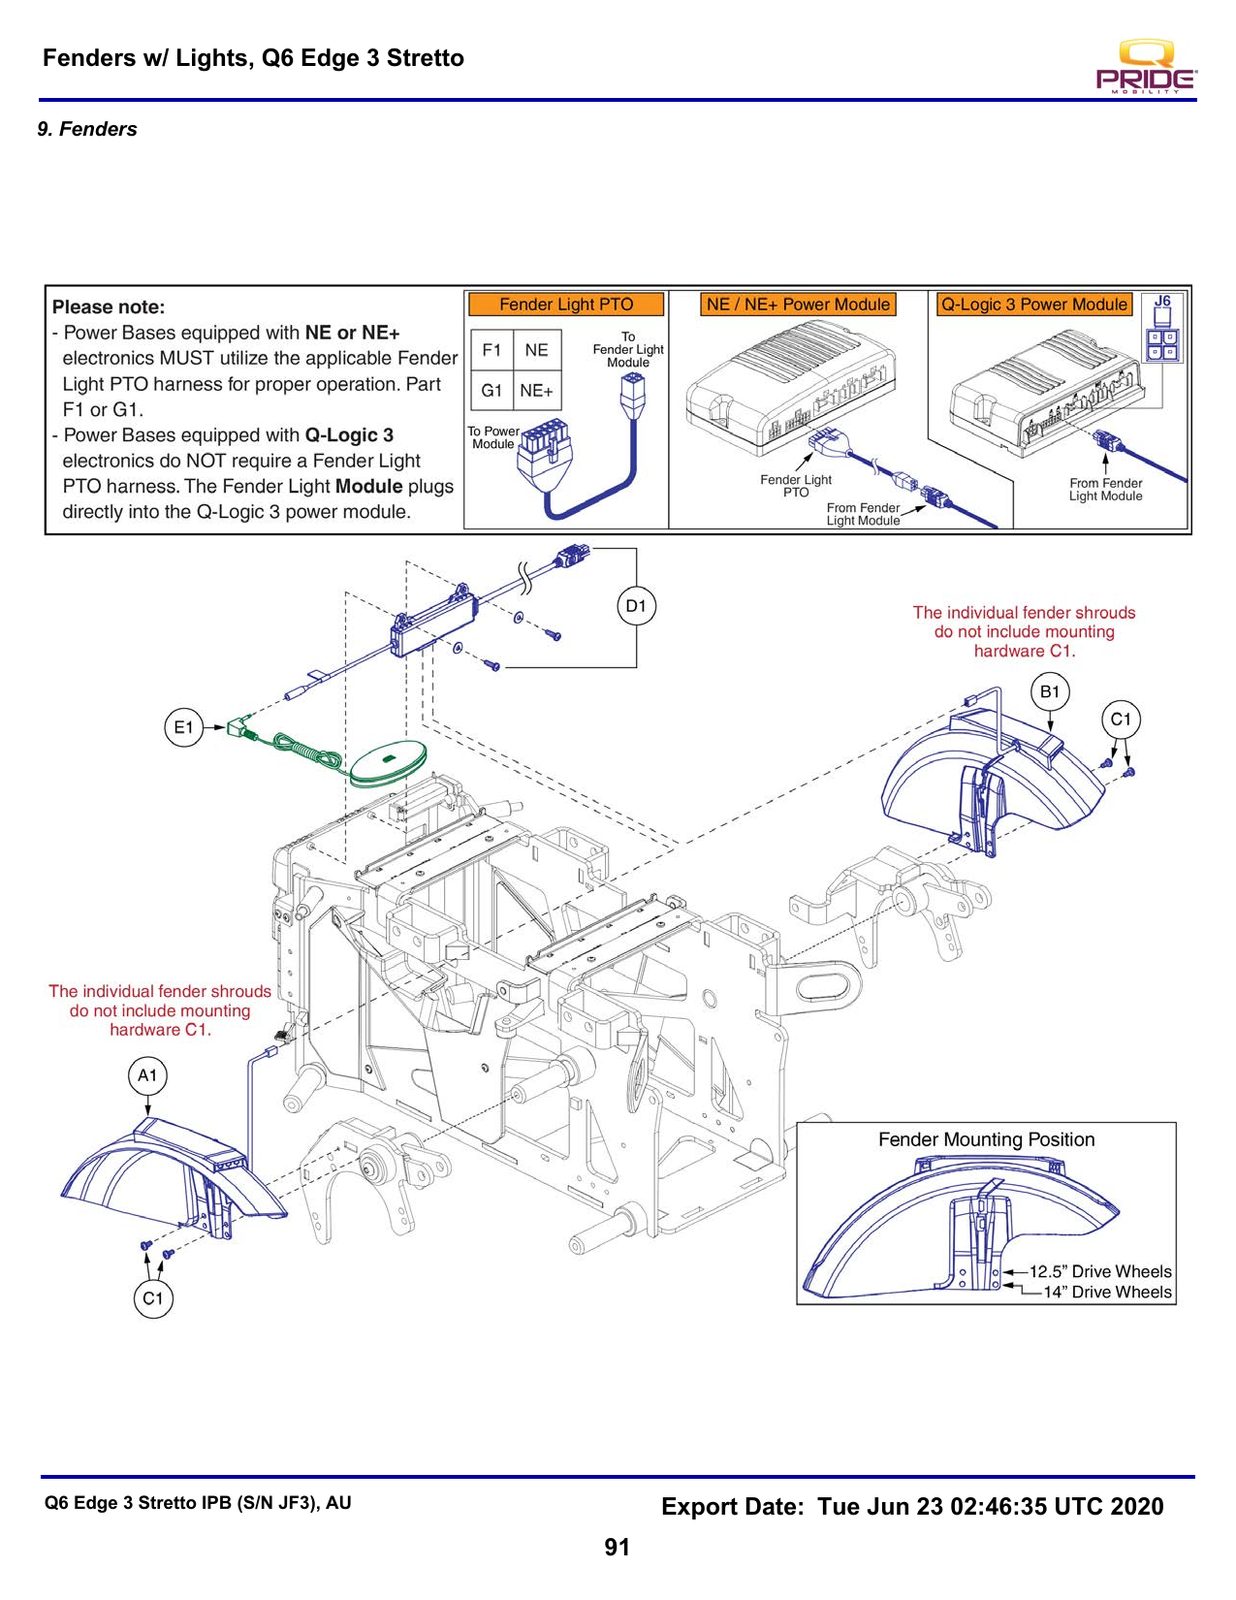 Fenders w/ Lights, Q6 Edge 3 Stretto
Q
PRIDE
MOBILITY
9. Fenders
Please note:
- Power Bases equipped with NE or NE+
electronics MUST utilize the applicable Fender
Light PTO harness for proper operation. Part
F1 or G1.
- Power Bases equipped with Q-Logic 3
electronics do NOT require a Fender Light
PTO harness. The Fender Light Module plugs
directly into the Q-Logic 3 power module.
Fender Light PTO
F1 NE
G1 NE+
To
Fender Light
Module
To Power
Module
NE / NE+ Power Module
Fender Light
PTO
From Fender
Light Module
Q-Logic 3 Power Module
J6
From Fender
Light Module
D1
The individual fender shrouds
do not include mounting
hardware C1.
B1
C1
E1
The individual fender shrouds
do not include mounting
hardware C1.
A1
C1
Fender Mounting Position
12.5” Drive Wheels
14” Drive Wheels
Q6 Edge 3 Stretto IPB (S/N JF3), AU
Export Date: Tue Jun 23 02:46:35 UTC 2020
91